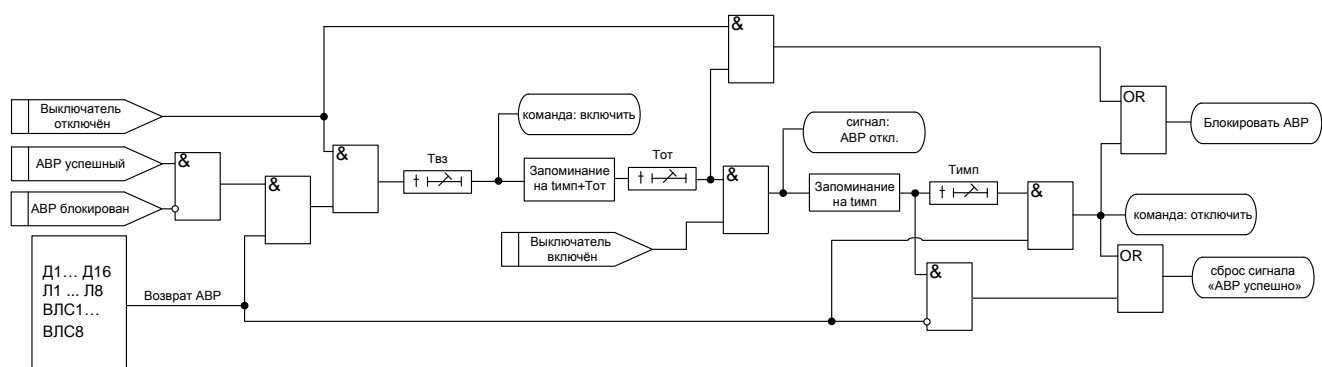 &
OR
Выключатель
отключён
команда: включить
сигнал:
АВР откл.
Блокировать АВР
АВР успешный
&
&
Твз
Запоминание
на tимп+Тот
Тот
&
Запоминание
на tимп
Тимп
&
АВР блокирован
&
команда: отключить
Выключатель
включён
OR
Д1... Д16
Л1 ... Л8
ВЛС1...
ВЛС8
Возврат АВР
&
сброс сигнала
«АВР успешно»